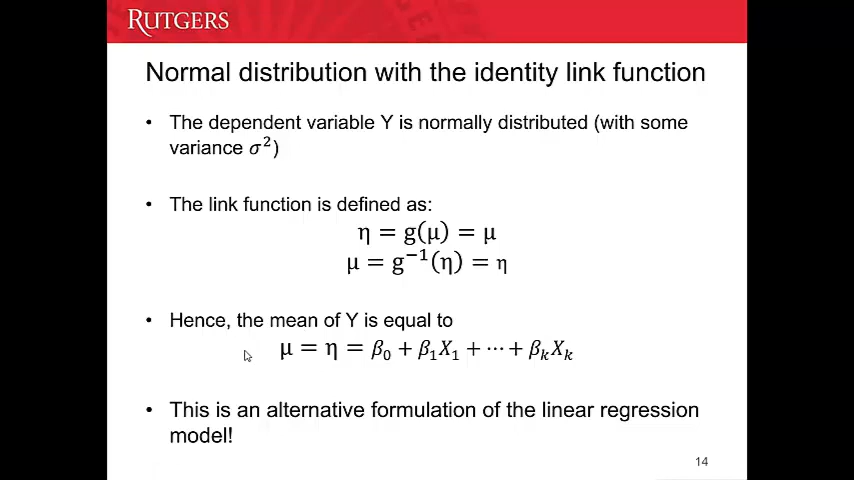 RUTGERS
Normal distribution with the identity link function
• The dependent variable Y is normally distributed (with some
variance σ²)
• The link function is defined as:
η = g(μ) = μ
μ = g⁻¹(η) = η
• Hence, the mean of Y is equal to
μ = η = β₀ + β₁X₁ + ⋯ + βₖXₖ
• This is an alternative formulation of the linear regression
model!
14